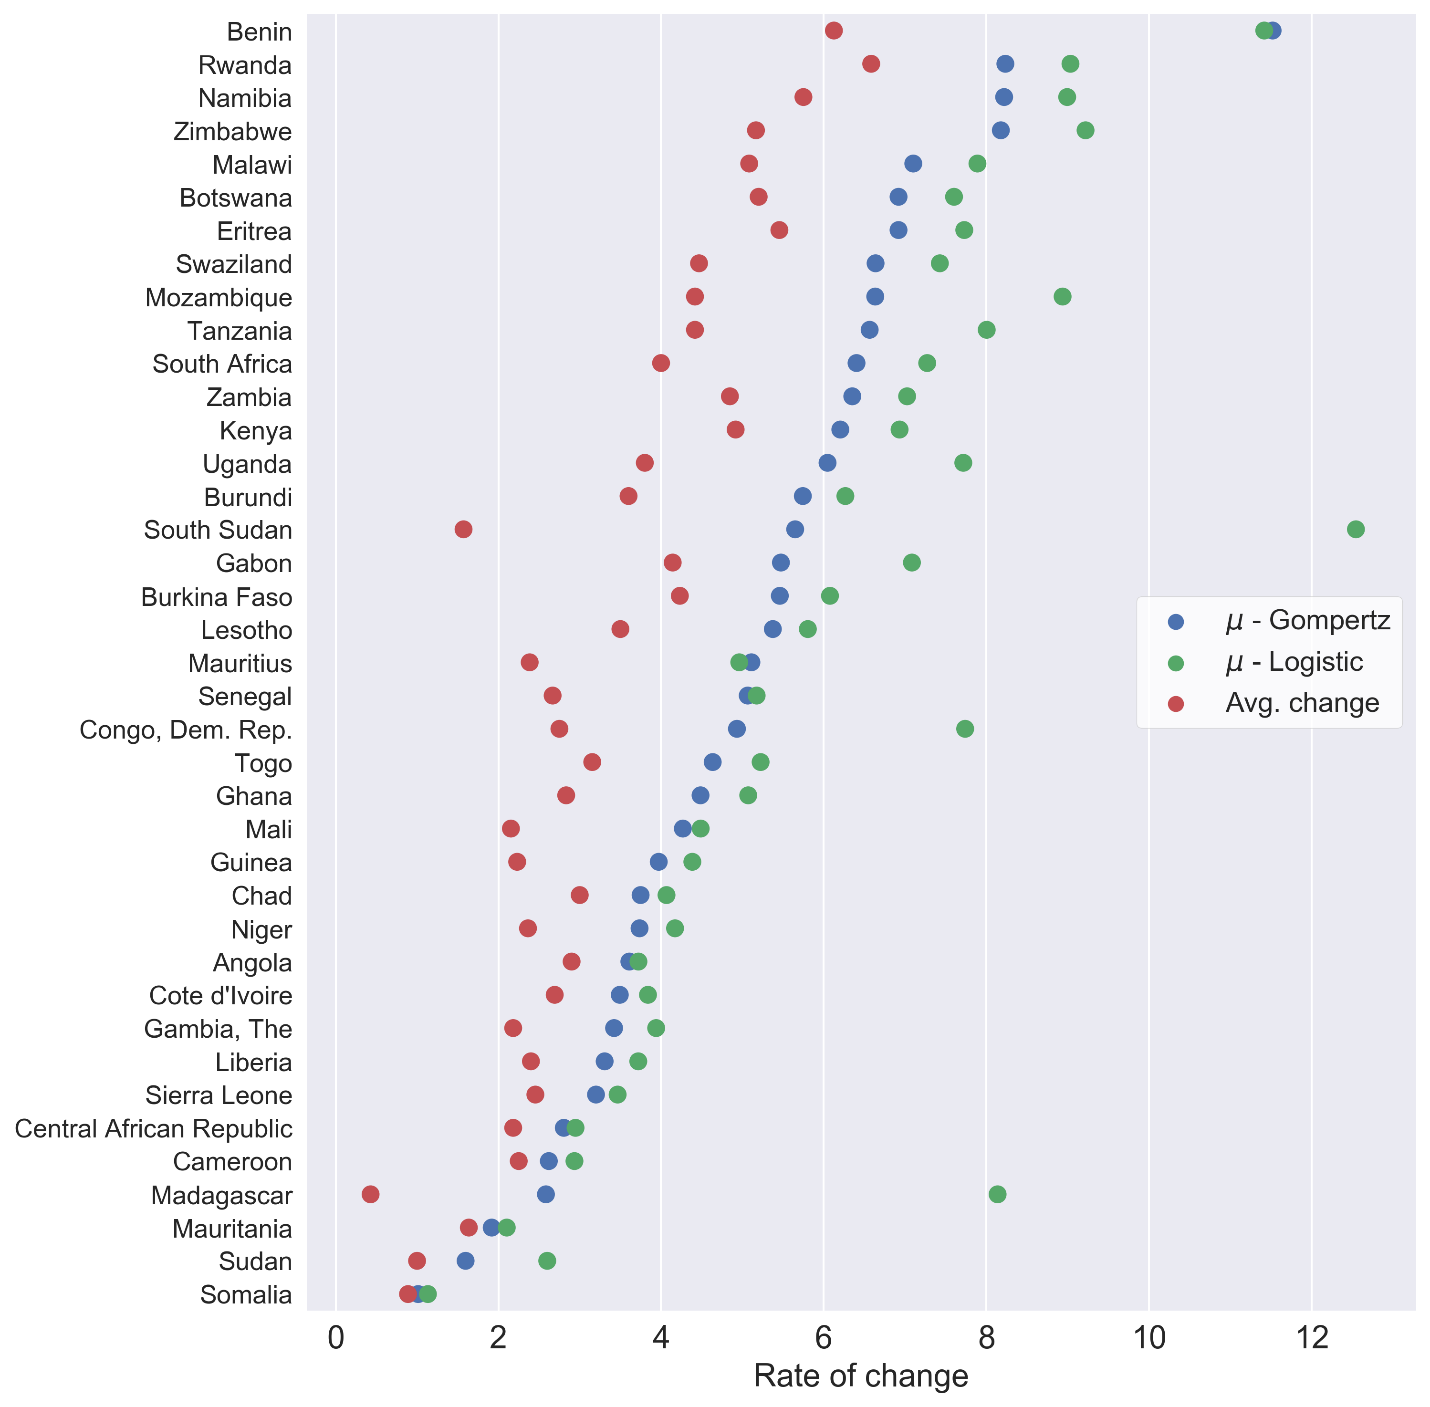 Benin
Rwanda
Namibia
Zimbabwe
Malawi
Botswana
Eritrea
Swaziland
Mozambique
Tanzania
South Africa
Zambia
Kenya
Uganda
Burundi
South Sudan
Gabon
Burkina Faso
Lesotho
Mauritius
Senegal
Congo, Dem. Rep.
Togo
Ghana
Mali
Guinea
Chad
Niger
Angola
Cote d'Ivoire
Gambia, The
Liberia
Sierra Leone
Central African Republic
Cameroon
Madagascar
Mauritania
Sudan
Somalia
μ - Gompertz
μ - Logistic
Avg. change
0 2 4 6 8 10 12
Rate of change